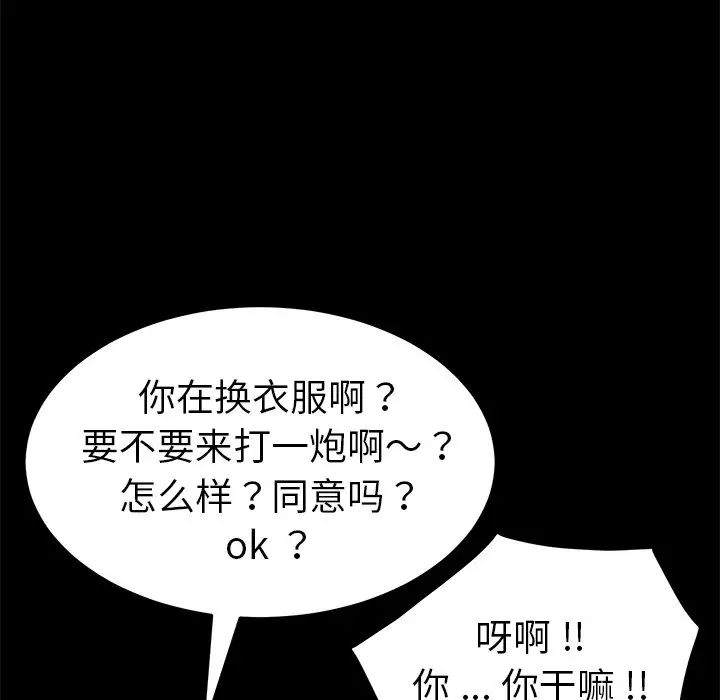 你在换衣服啊？
要不要来打一炮啊～？
怎么样？同意吗？
ok ？
呀啊 !!
你 ... 你干嘛 !!